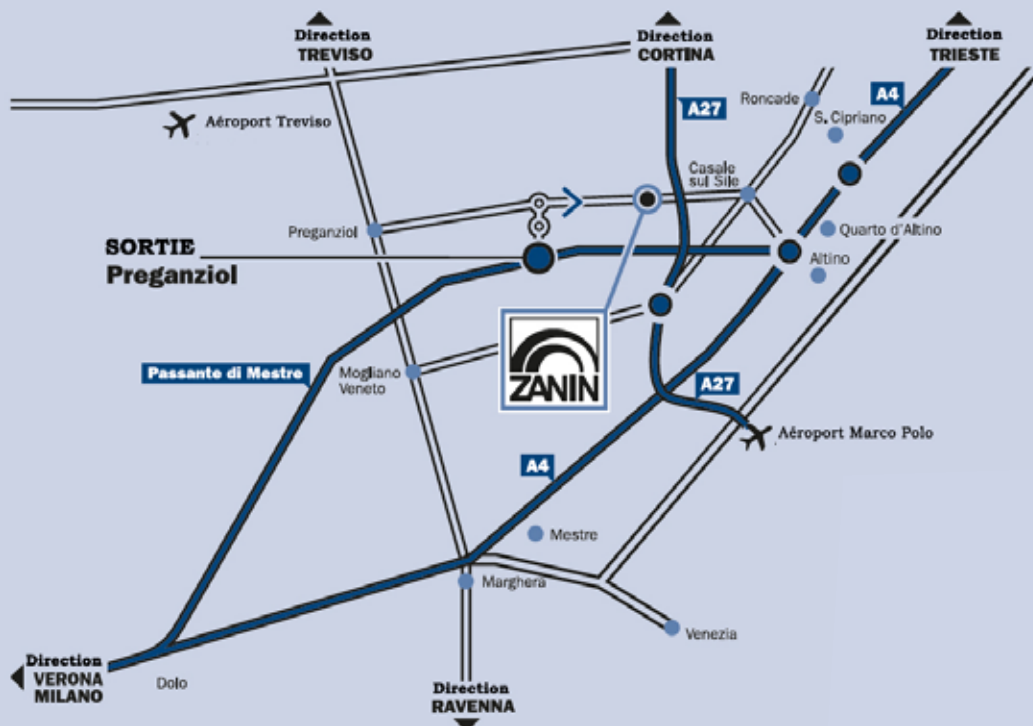 Direction
TREVISO
Direction
CORTINA
Direction
TRIESTE
A27
Roncade
A4
S. Cipriano
Aéroport Treviso
Casale
sul Sile
Preganziol
Quarto d'Altino
SORTIE
Preganziol
Altino
Passante di Mestre
Mogliano
Veneto
ZANIN
A27
Aéroport Marco Polo
A4
Mestre
Marghera
Venezia
Direction
VERONA
MILANO
Dolo
Direction
RAVENNA